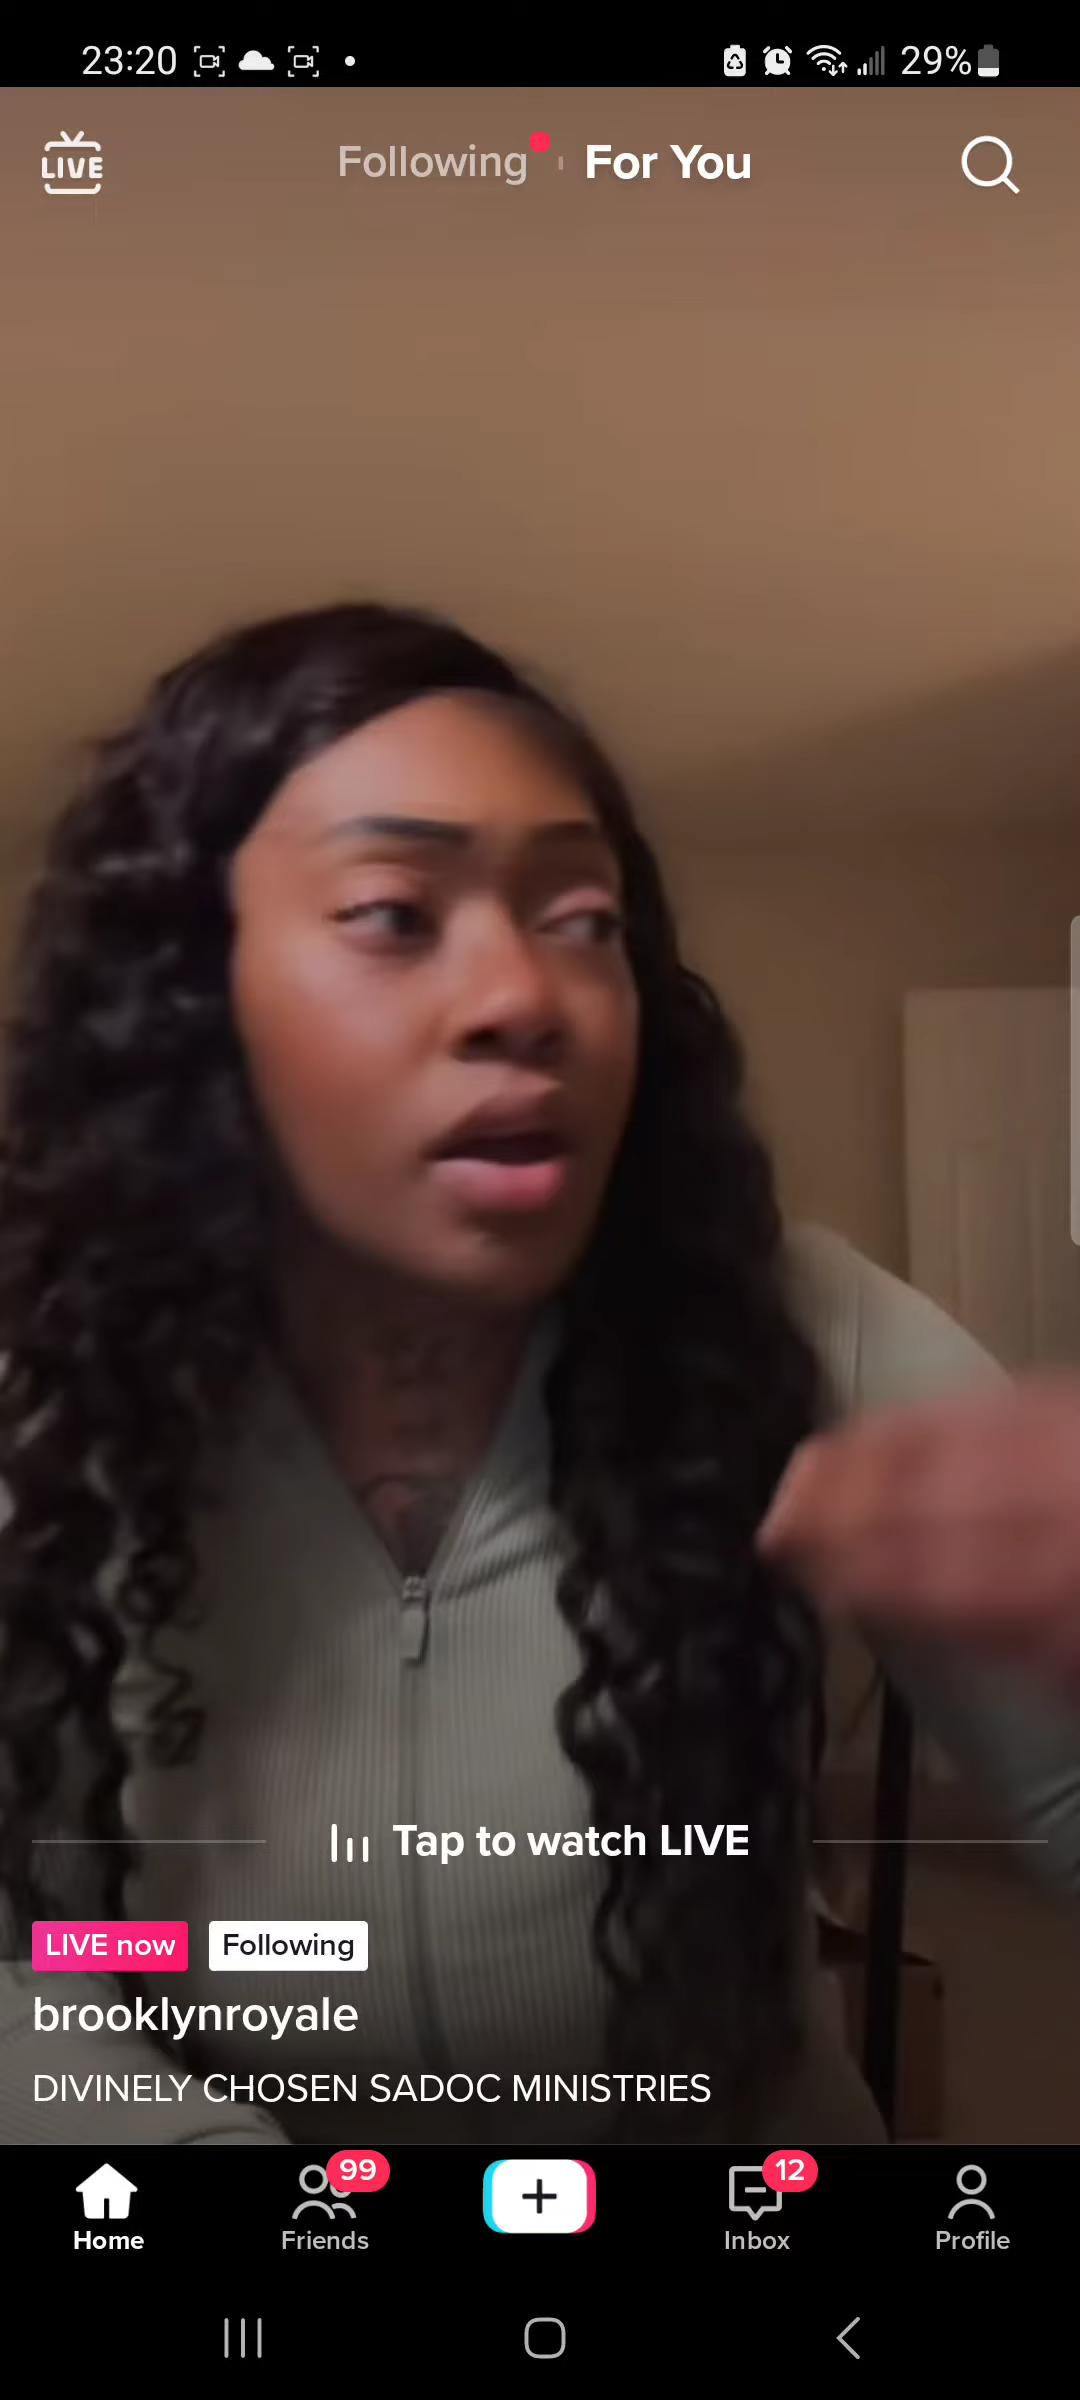 23:20
29%
LIVE
Following
For You
Tap to watch LIVE
LIVE now
Following
brooklynroyale
DIVINELY CHOSEN SADOC MINISTRIES
99
12
Home
Friends
Inbox
Profile